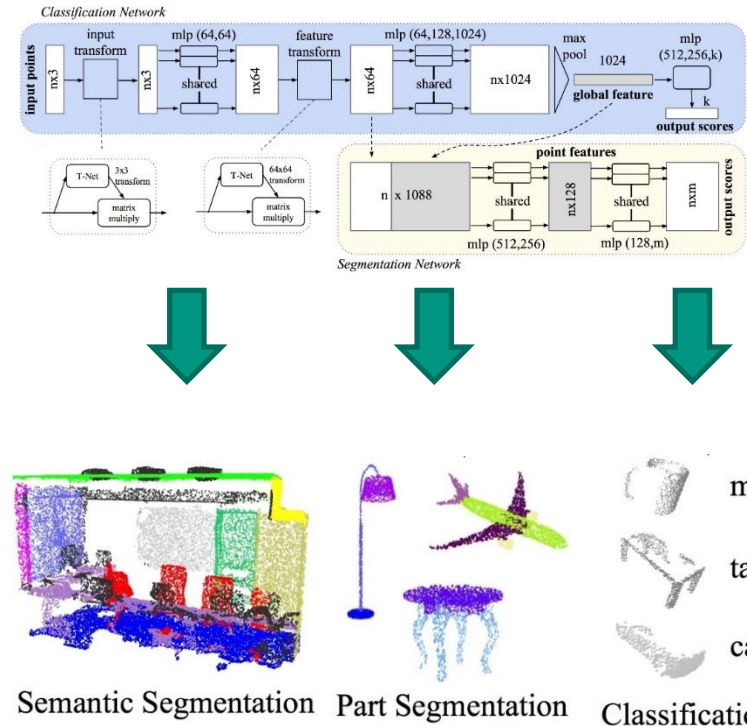 Classification Network
input points
nx3
input
transform
nx3
mlp (64,64)
shared
nx64
feature
transform
nx64
mlp (64,128,1024)
shared
nx1024
max
pool
1024
global feature
mlp
(512,256,k)
k
output scores
T-Net
3x3
transform
matrix
multiply
T-Net
64x64
transform
matrix
multiply
point features
n x 1088
shared
mlp (512,256)
nx128
shared
mlp (128,m)
nxm
output scores
Segmentation Network
m
ta
ca
Semantic Segmentation
Part Segmentation
Classificatio